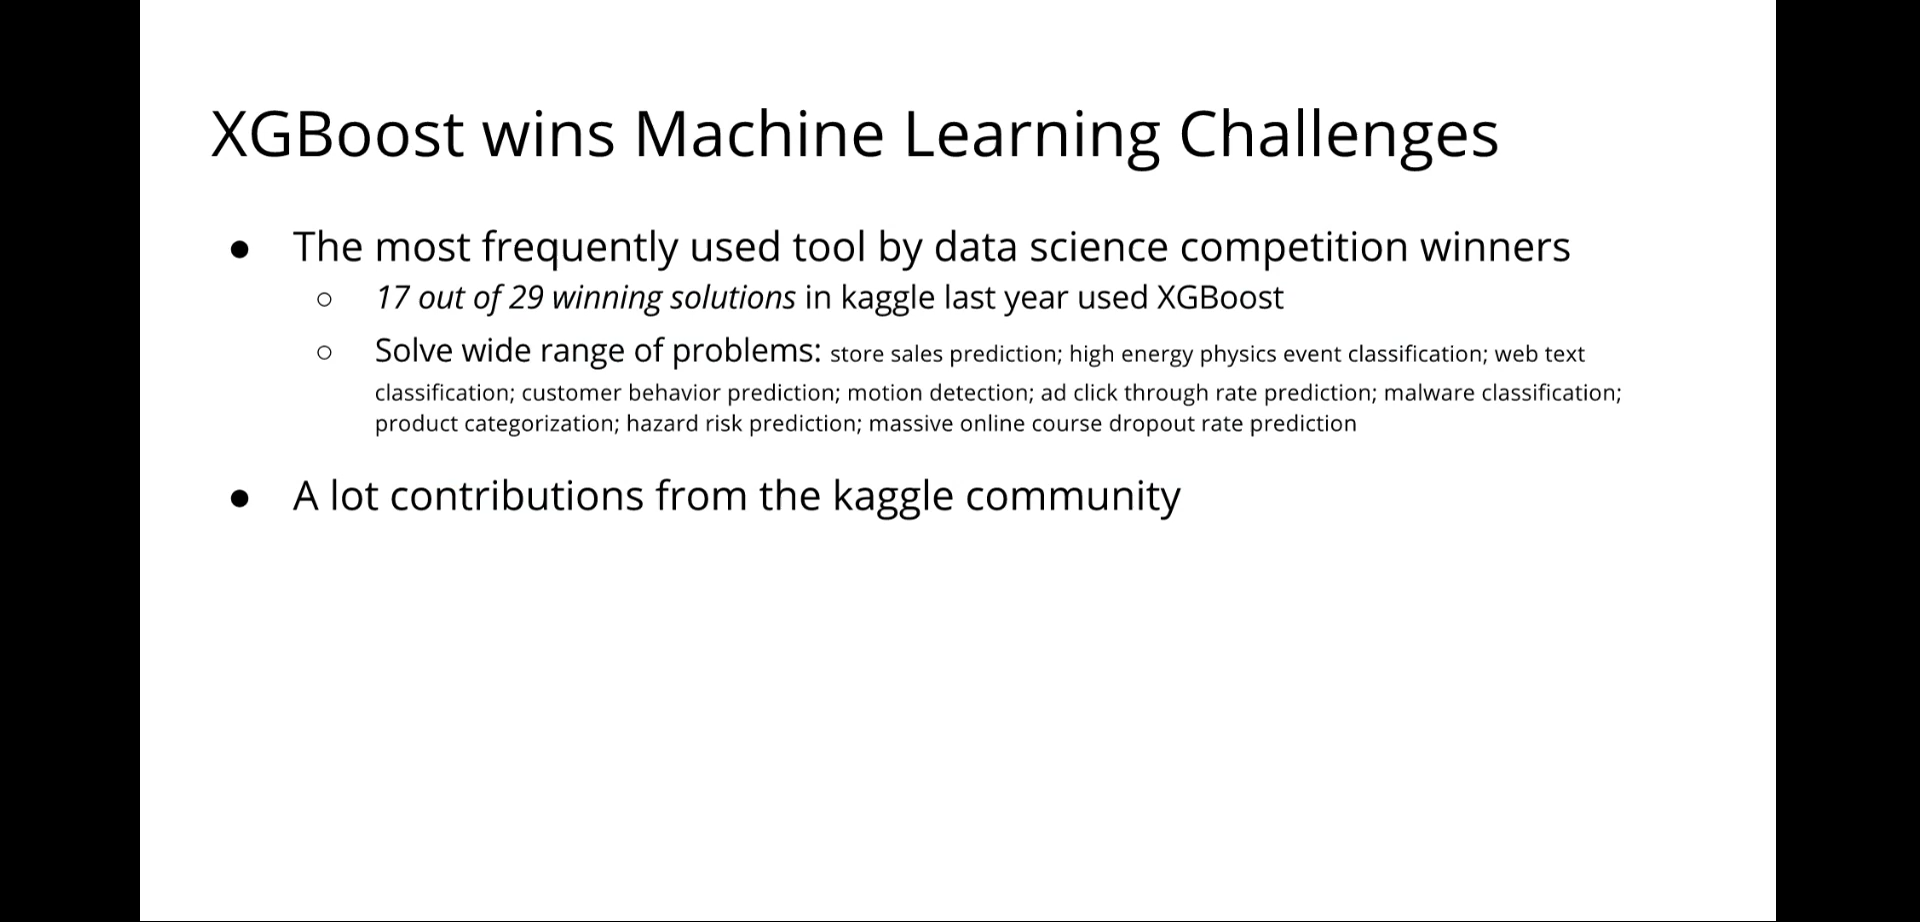 XGBoost wins Machine Learning Challenges
● The most frequently used tool by data science competition winners
○ 17 out of 29 winning solutions in kaggle last year used XGBoost
○ Solve wide range of problems: store sales prediction; high energy physics event classification; web text
classification; customer behavior prediction; motion detection; ad click through rate prediction; malware classification;
product categorization; hazard risk prediction; massive online course dropout rate prediction
● A lot contributions from the kaggle community